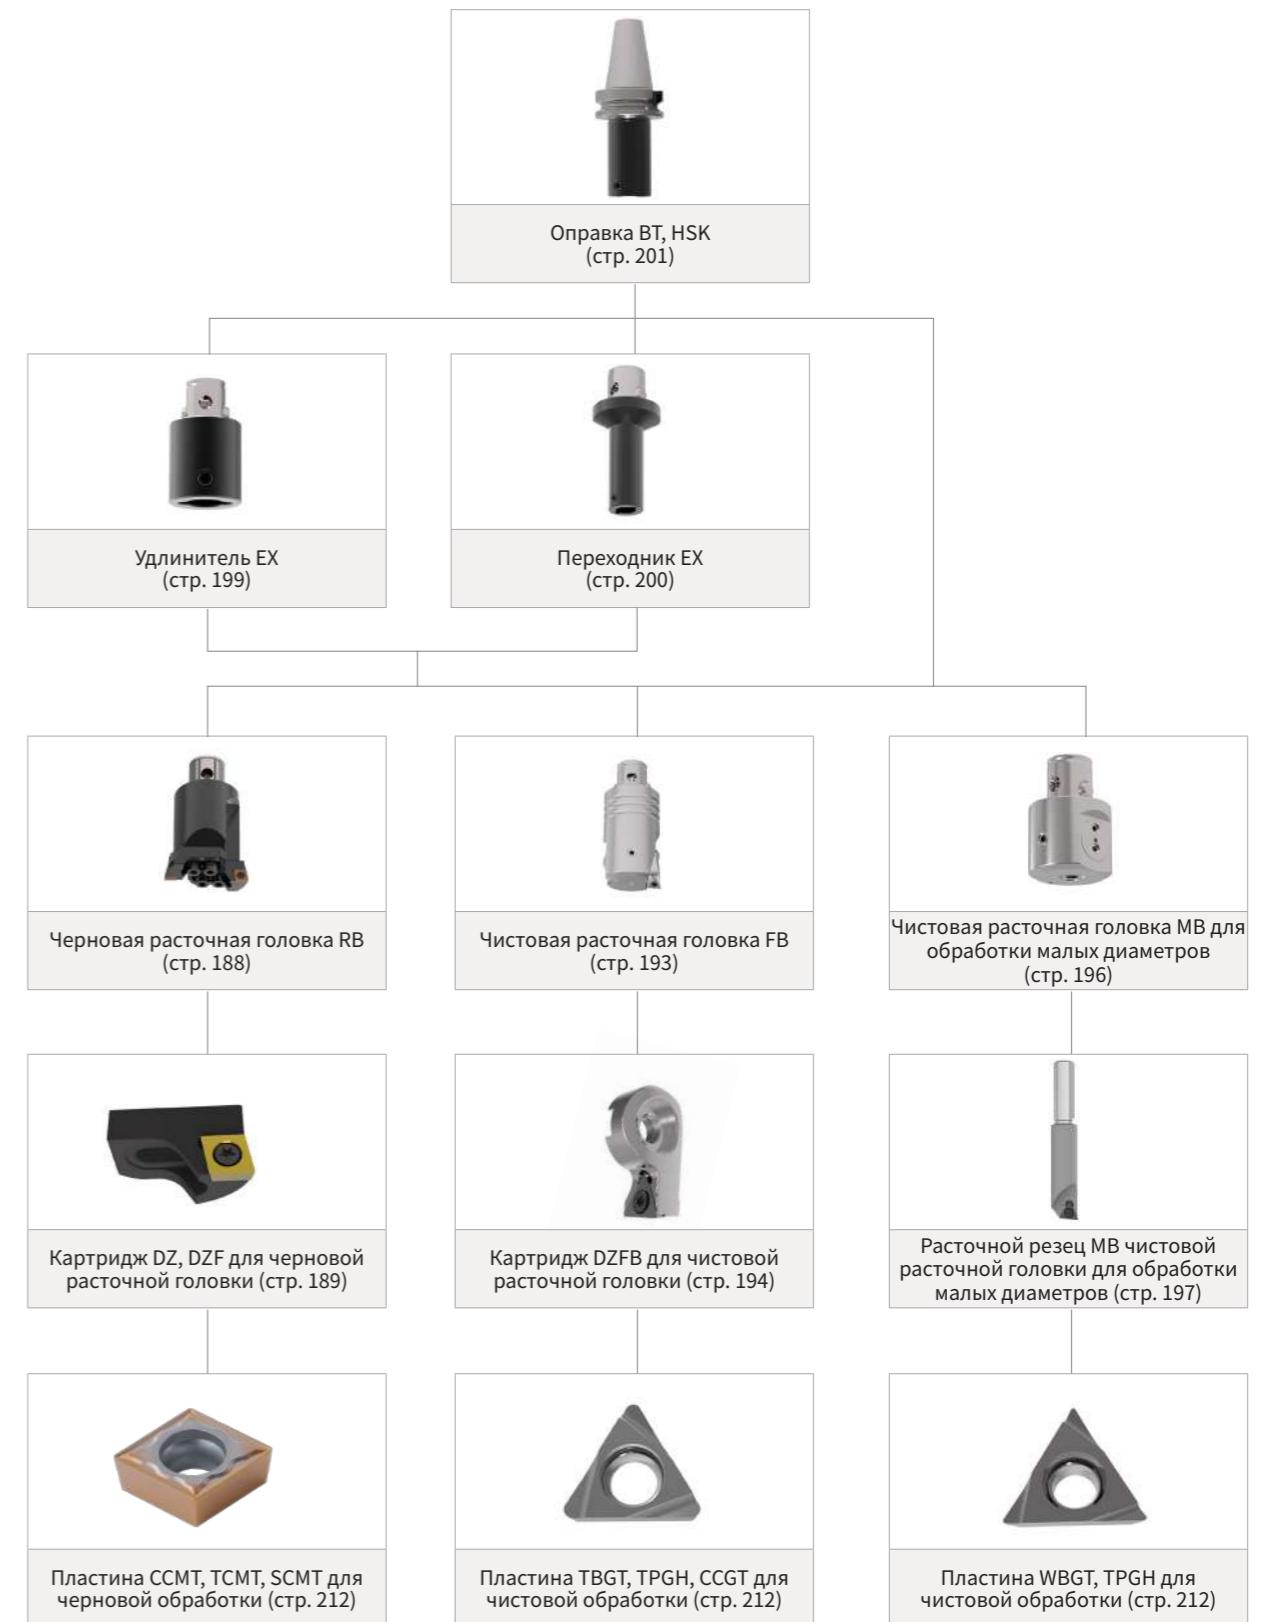 Оправка BT, HSK
(стр. 201)
Удлинитель EX
(стр. 199)
Переходник EX
(стр. 200)
Черновая расточная головка RB
(стр. 188)
Чистовая расточная головка FB
(стр. 193)
Чистовая расточная головка MB для
обработки малых диаметров
(стр. 196)
Картридж DZ, DZF для черновой
расточной головки (стр. 189)
Картридж DZFB для чистовой
расточной головки (стр. 194)
Расточной резец MB чистовой
расточной головки для обработки
малых диаметров (стр. 197)
Пластина CCMT, TCMT, SCMT для
черновой обработки (стр. 212)
Пластина TBGT, TPGH, CCGT для
чистовой обработки (стр. 212)
Пластина WBGT, TPGH для
чистовой обработки (стр. 212)